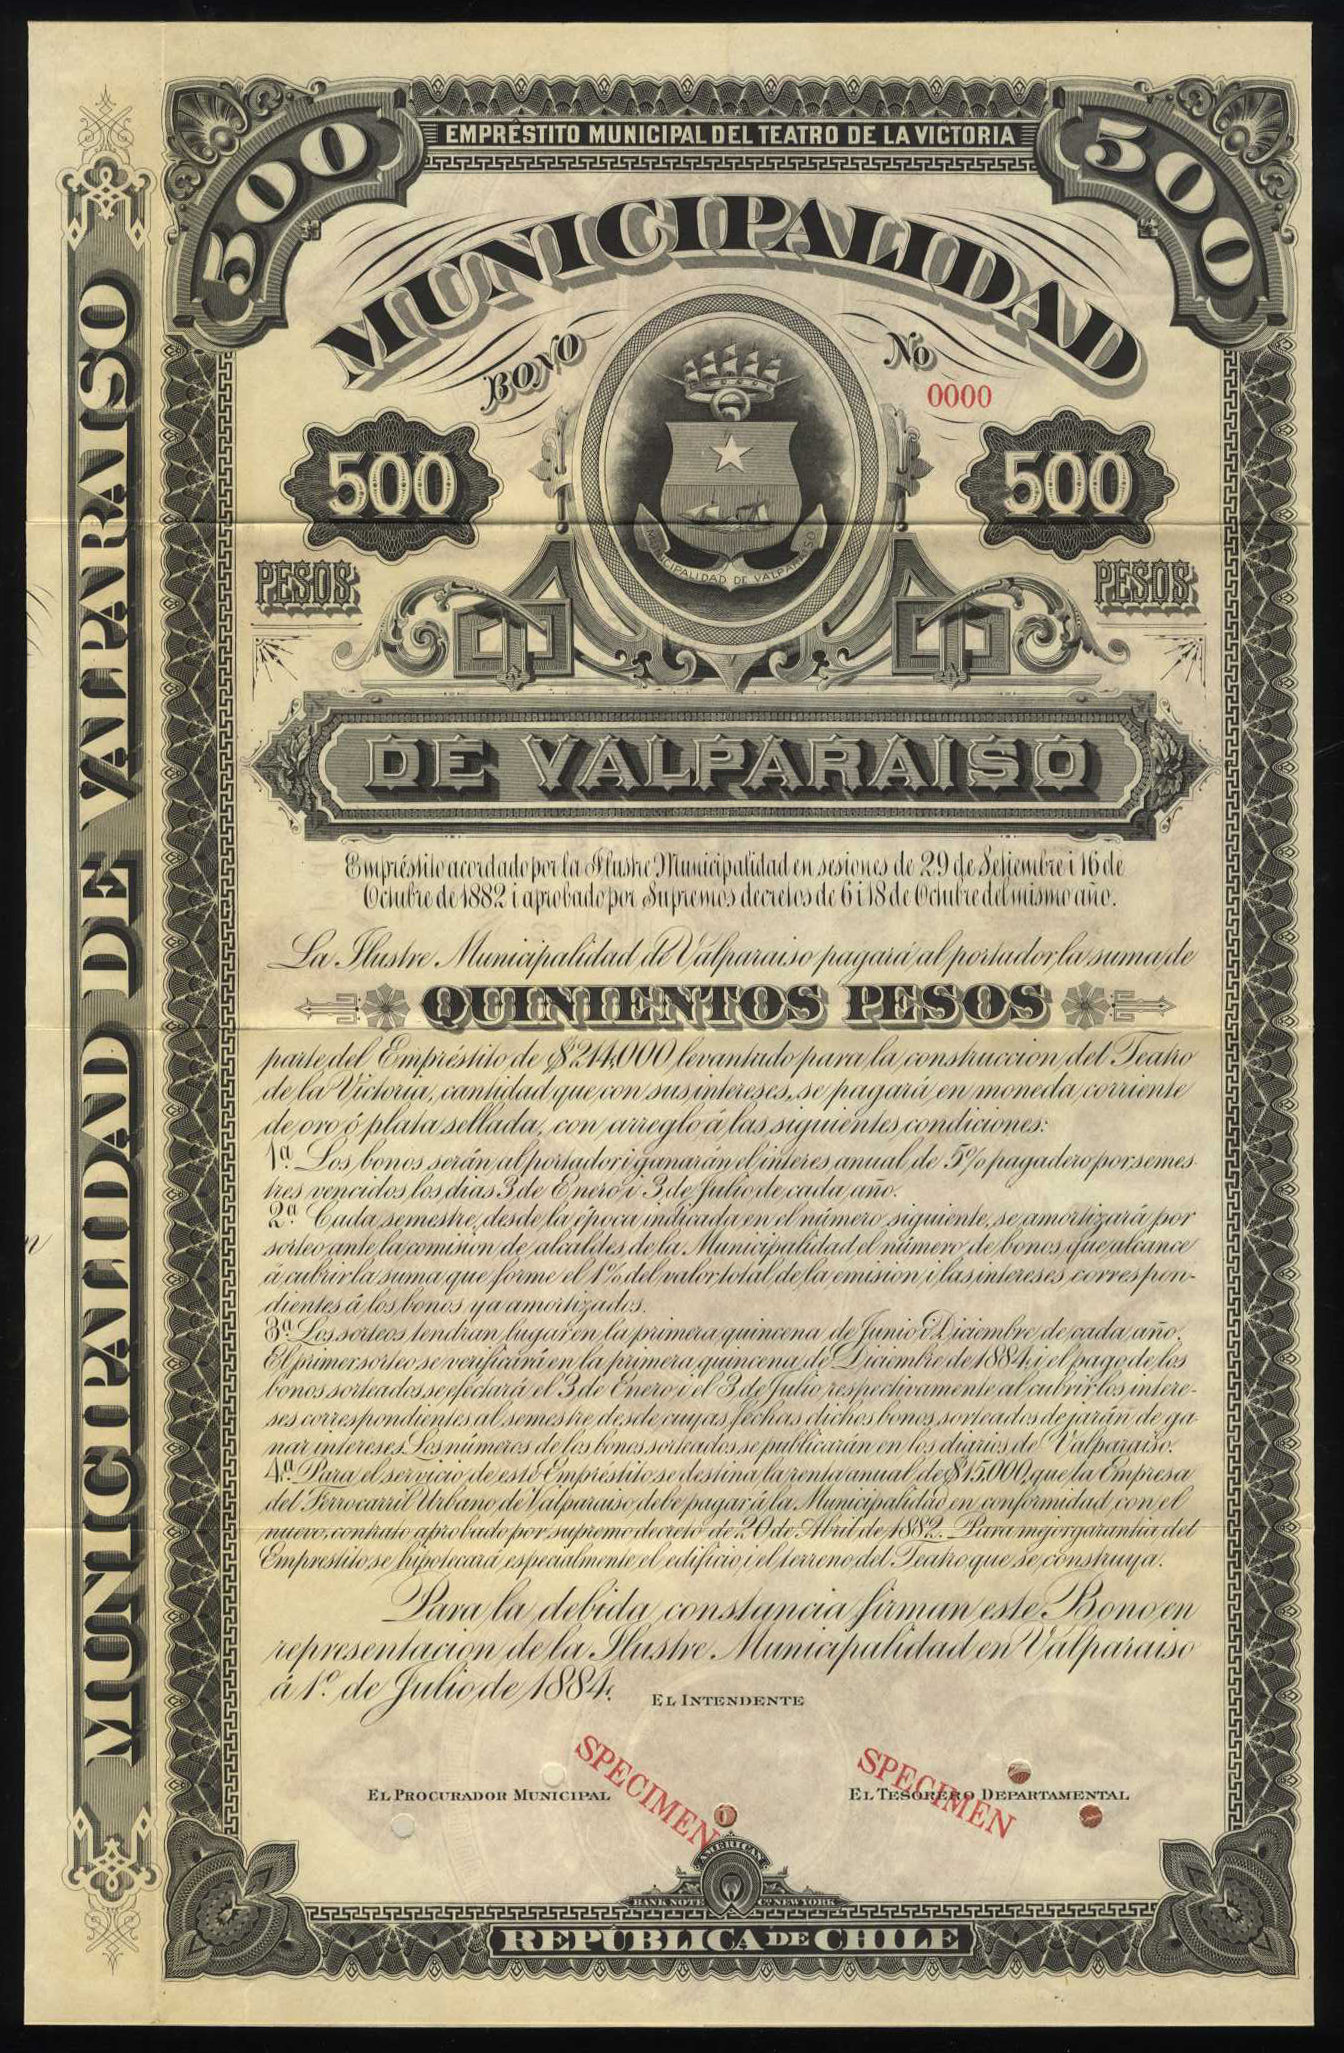 EMPRÉSTITO MUNICIPAL DEL TEATRO DE LA VICTORIA
500
500
MUNICIPALIDAD
BONO
No
0000
500
500
PESOS
PESOS
MUNICIPALIDAD DE VALPARAISO
DE VALPARAISO
Empréstito acordado por la Ilustre Municipalidad en sesiones de 29 de Setiembre i 16 de
Octubre de 1882 i aprobado por Supremos decretos de 6 i 18 de Octubre del mismo año.
La Ilustre Municipalidad de Valparaiso pagará al portador la suma de
QUINIENTOS PESOS
parte del Empréstito de $214,000 levantado para la construccion del Teatro
de la Victoria, cantidad que con sus intereses, se pagará en moneda corriente
de oro ó plata sellada, con arreglo á las siguientes condiciones:
1ª Los bonos serán al portador i ganarán el interes anual de 5% pagadero por semes-
tres vencidos los dias 3 de Enero i 3 de Julio de cada año.
2ª Cada semestre, desde la época indicada en el número siguiente, se amortizará por
sorteo ante la comision de alcaldes de la Municipalidad el número de bonos que alcance
á cubrir la suma que forme el 1% del valor total de la emision i las intereses correspon-
dientes á los bonos ya amortizados.
3ª Los sorteos tendran lugar en la primera quincena de Junio i Diciembre de cada año.
El primer sorteo se verificará en la primera quincena de Diciembre de 1884 i el pago de los
bonos sorteados se efectará el 3 de Enero i el 3 de Julio respectivamente al cubrir los intere-
ses correspondientes al semestre desde cuyas fechas dichos bonos sorteados dejarán de ga-
nar intereses. Los números de los bonos sorteados se publicarán en los diarios de Valparaiso.
4ª Para el servicio de este Empréstito se destina la renta anual de $15,000, que la Empresa
del Ferrocarril Urbano de Valparaiso debe pagar á la Municipalidad en conformidad con el
nuevo contrato aprobado por supremo decreto de 20 de Abril de 1882. Para mejor garantia del
Emprestito, se hipotecará especialmente el edificio i el terreno del Teatro que se construya.
Para la debida constancia firman este Bono en
representacion de la Ilustre Municipalidad en Valparaiso
á 1º de Julio de 1884.
EL INTENDENTE
SPECIMEN
SPECIMEN
EL PROCURADOR MUNICIPAL
EL TESORERO DEPARTAMENTAL
AMERICAN
BANK NOTE Cº NEW YORK
REPÚBLICA DE CHILE
MUNICIPALIDAD DE VALPARAISO